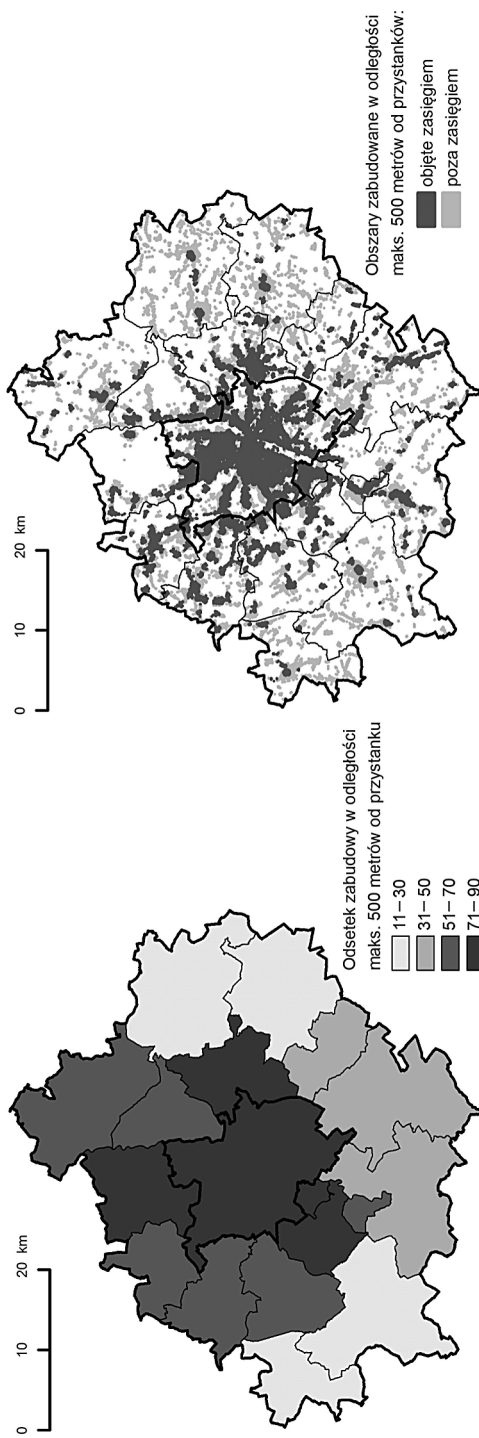 0 10 20 km
Odsetek zabudowy w odległości
maks. 500 metrów od przystanku
11–30
31–50
51–70
71–90
0 10 20 km
Obszary zabudowane w odległości
maks. 500 metrów od przystanków:
objęte zasięgiem
poza zasięgiem